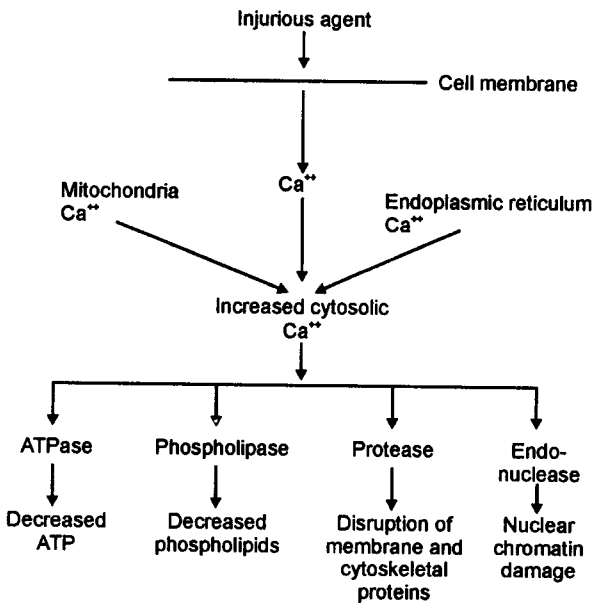 Injurious agent
Cell membrane
Ca⁺⁺
Mitochondria
Ca⁺⁺
Endoplasmic reticulum
Ca⁺⁺
Increased cytosolic
Ca⁺⁺
ATPase
Phospholipase
Protease
Endo-
nuclease
Decreased
ATP
Decreased
phospholipids
Disruption of
membrane and
cytoskeletal
proteins
Nuclear
chromatin
damage